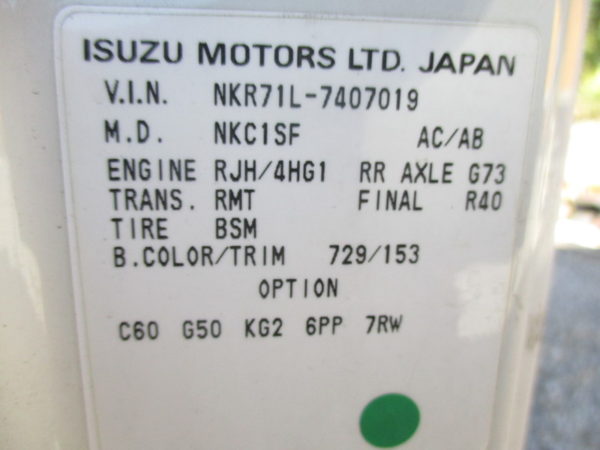 ISUZU MOTORS LTD. JAPAN
V.I.N. NKR71L-7407019
M.D. NKC1SF AC/AB
ENGINE RJH/4HG1 RR AXLE G73
TRANS. RMT FINAL R40
TIRE BSM
B.COLOR/TRIM 729/153
OPTION
C60 G50 KG2 6PP 7RW